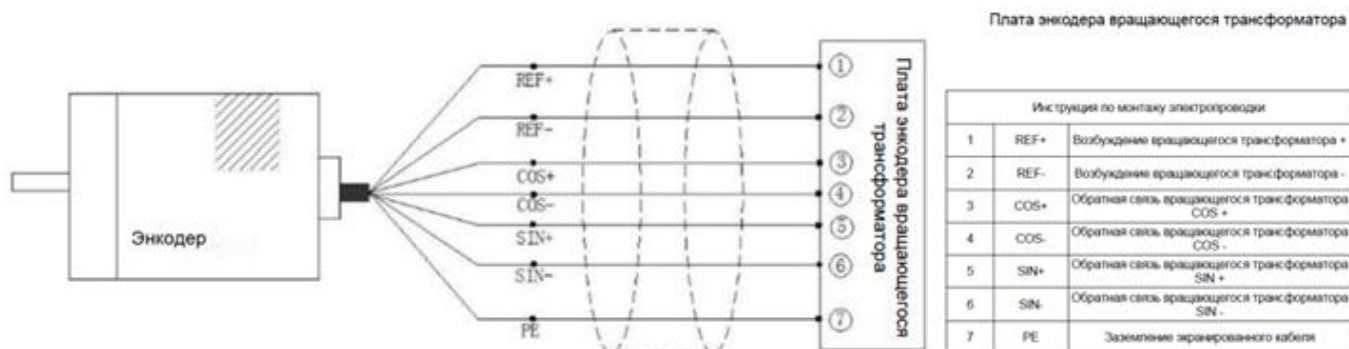 Плата энкодера вращающегося трансформатора
Энкодер
REF+
REF-
COS+
COS-
SIN+
SIN-
PE
1
2
3
4
5
6
7
Плата энкодера вращающегося
трансформатора
Инструкция по монтажу электропроводки
1 REF+ Возбуждение вращающегося трансформатора +
2 REF- Возбуждение вращающегося трансформатора -
3 COS+ Обратная связь вращающегося трансформатора
COS +
4 COS- Обратная связь вращающегося трансформатора
COS -
5 SIN+ Обратная связь вращающегося трансформатора
SIN +
6 SIN- Обратная связь вращающегося трансформатора
SIN -
7 PE Заземление экранированного кабеля